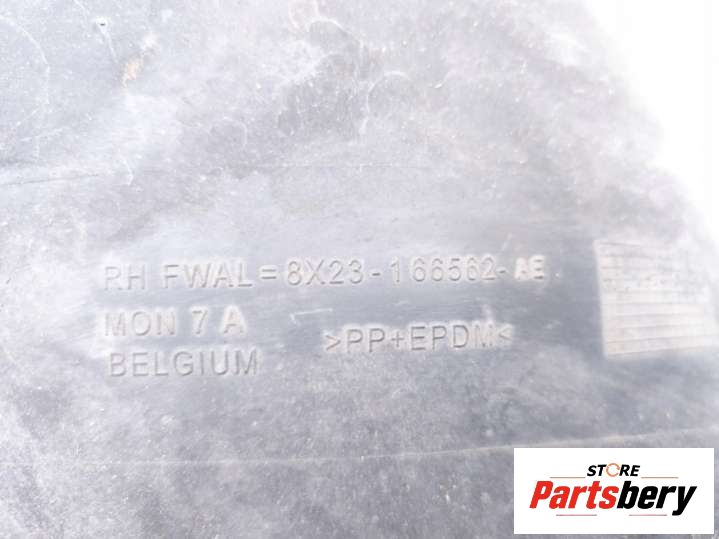 RH FWAL=8X23-166562-AE
MON 7 A
>PP+EPDM<
BELGIUM
STORE
Partsbery